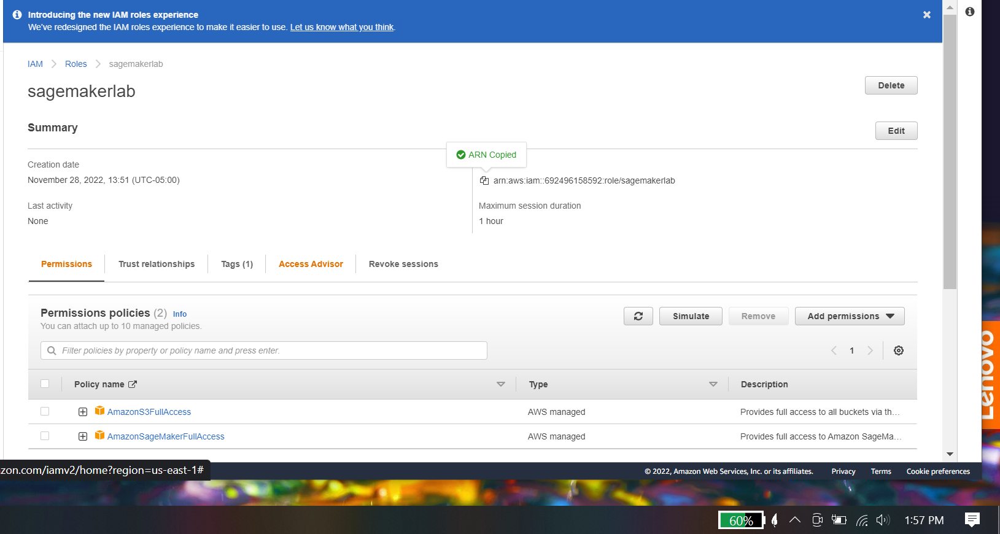 Introducing the new IAM roles experience
We've redesigned the IAM roles experience to make it easier to use. Let us know what you think.
IAM > Roles > sagemakerlab
sagemakerlab
Delete
Summary
Edit
ARN Copied
Creation date
November 28, 2022, 13:51 (UTC-05:00)
arn:aws:iam::692496158592:role/sagemakerlab
Last activity
None
Maximum session duration
1 hour
Permissions
Trust relationships
Tags (1)
Access Advisor
Revoke sessions
Permissions policies (2) Info
You can attach up to 10 managed policies.
Simulate
Remove
Add permissions
Filter policies by property or policy name and press enter.
1
Policy name
Type
Description
AmazonS3FullAccess
AWS managed
Provides full access to all buckets via th…
AmazonSageMakerFullAccess
AWS managed
Provides full access to Amazon SageMa…
zon.com/iamv2/home?region=us-east-1#
© 2022, Amazon Web Services, Inc. or its affiliates.
Privacy
Terms
Cookie preferences
Lenovo
60%
1:57 PM